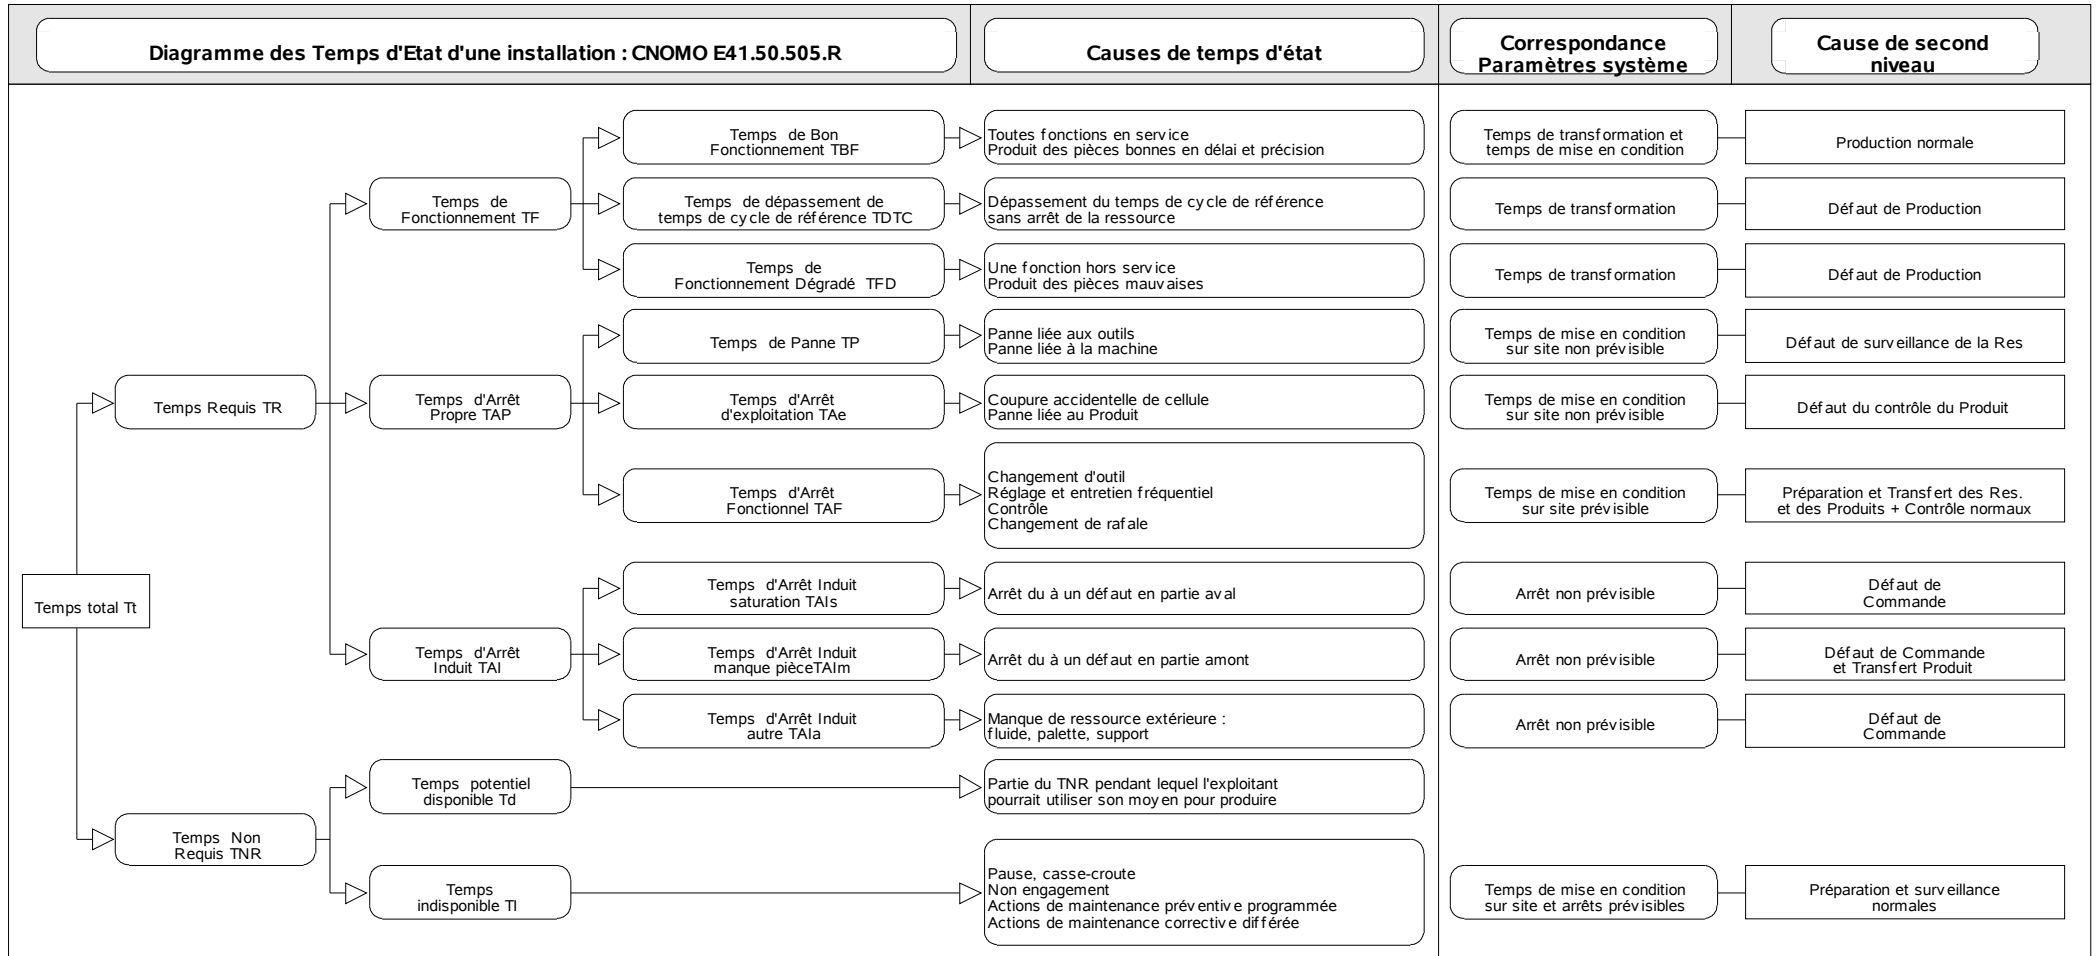 Diagramme des Temps d'Etat d'une installation : CNOMO E41.50.505.R
Causes de temps d'état
Correspondance
Paramètres système
Cause de second
niveau
Temps de Bon
Fonctionnement TBF
Toutes fonctions en service
Produit des pièces bonnes en délai et précision
Temps de transformation et
temps de mise en condition
Production normale
Temps de
Fonctionnement TF
Temps de dépassement de
temps de cycle de référence TDTC
Dépassement du temps de cycle de référence
sans arrêt de la ressource
Temps de transformation
Défaut de Production
Temps de
Fonctionnement Dégradé TFD
Une fonction hors service
Produit des pièces mauvaises
Temps de transformation
Défaut de Production
Temps de Panne TP
Panne liée aux outils
Panne liée à la machine
Temps de mise en condition
sur site non prévisible
Défaut de surveillance de la Res
Temps Requis TR
Temps d'Arrêt
Propre TAP
Temps d'Arrêt
d'exploitation TAe
Coupure accidentelle de cellule
Panne liée au Produit
Temps de mise en condition
sur site non prévisible
Défaut du contrôle du Produit
Temps d'Arrêt
Fonctionnel TAF
Changement d'outil
Réglage et entretien fréquentiel
Contrôle
Changement de rafale
Temps de mise en condition
sur site prévisible
Préparation et Transfert des Res.
et des Produits + Contrôle normaux
Temps total Tt
Temps d'Arrêt Induit
saturation TAIs
Arrêt du à un défaut en partie aval
Arrêt non prévisible
Défaut de
Commande
Temps d'Arrêt
Induit TAI
Temps d'Arrêt Induit
manque pièceTAIm
Arrêt du à un défaut en partie amont
Arrêt non prévisible
Défaut de Commande
et Transfert Produit
Temps d'Arrêt Induit
autre TAIa
Manque de ressource extérieure :
fluide, palette, support
Arrêt non prévisible
Défaut de
Commande
Temps potentiel
disponible Td
Partie du TNR pendant lequel l'exploitant
pourrait utiliser son moyen pour produire
Temps Non
Requis TNR
Temps
indisponible TI
Pause, casse-croute
Non engagement
Actions de maintenance préventive programmée
Actions de maintenance corrective différée
Temps de mise en condition
sur site et arrêts prévisibles
Préparation et surveillance
normales